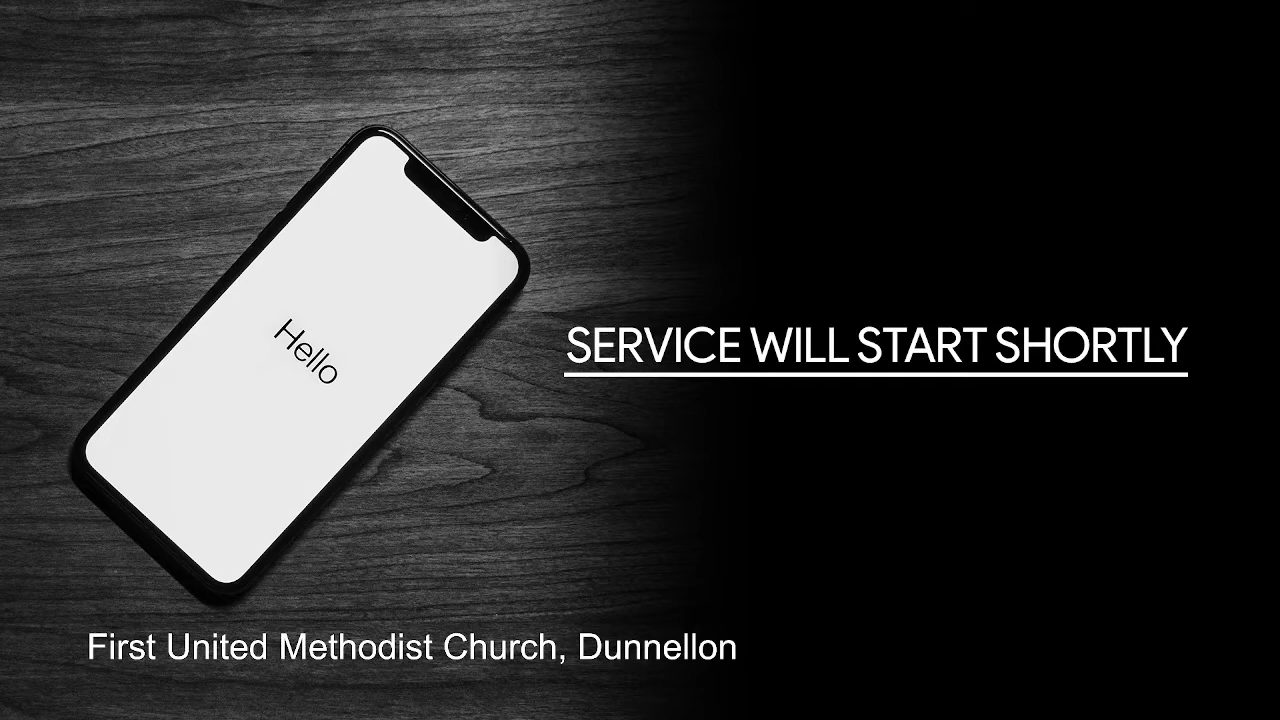 Hello
SERVICE WILL START SHORTLY
First United Methodist Church, Dunnellon